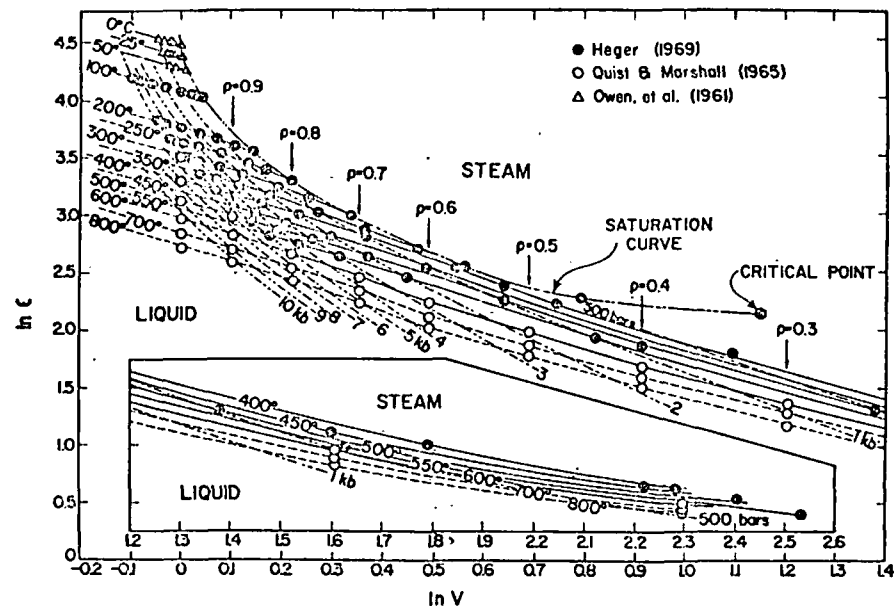 4.5
4.0
3.5
3.0
2.5
2.0
1.5
1.0
0.5
0
ln ϵ
0°C
25°
50°
100°
200°
250°
300°
350°
400°
450°
500°
550°
600°
700°
800°
● Heger (1969)
○ Quist & Marshall (1965)
△ Owen, et al. (1961)
ρ=0.9
ρ=0.8
ρ=0.7
ρ=0.6
ρ=0.5
ρ=0.4
ρ=0.3
STEAM
SATURATION
CURVE
CRITICAL POINT
500 bars
LIQUID
10 kb
9
8
7
6
5 kb
4
3
2
1 kb
STEAM
400°
450°
500°
550°
600°
700°
800°
1 kb
500 bars
LIQUID
1.2 1.3 1.4 1.5 1.6 1.7 1.8 1.9 2.2 2.2 2.2 2.3 2.4 2.5 2.6
-0.2 -0.1 0 0.1 0.2 0.3 0.4 0.5 0.6 0.7 0.8 0.9 1.0 1.1 1.2 1.3 1.4
ln V